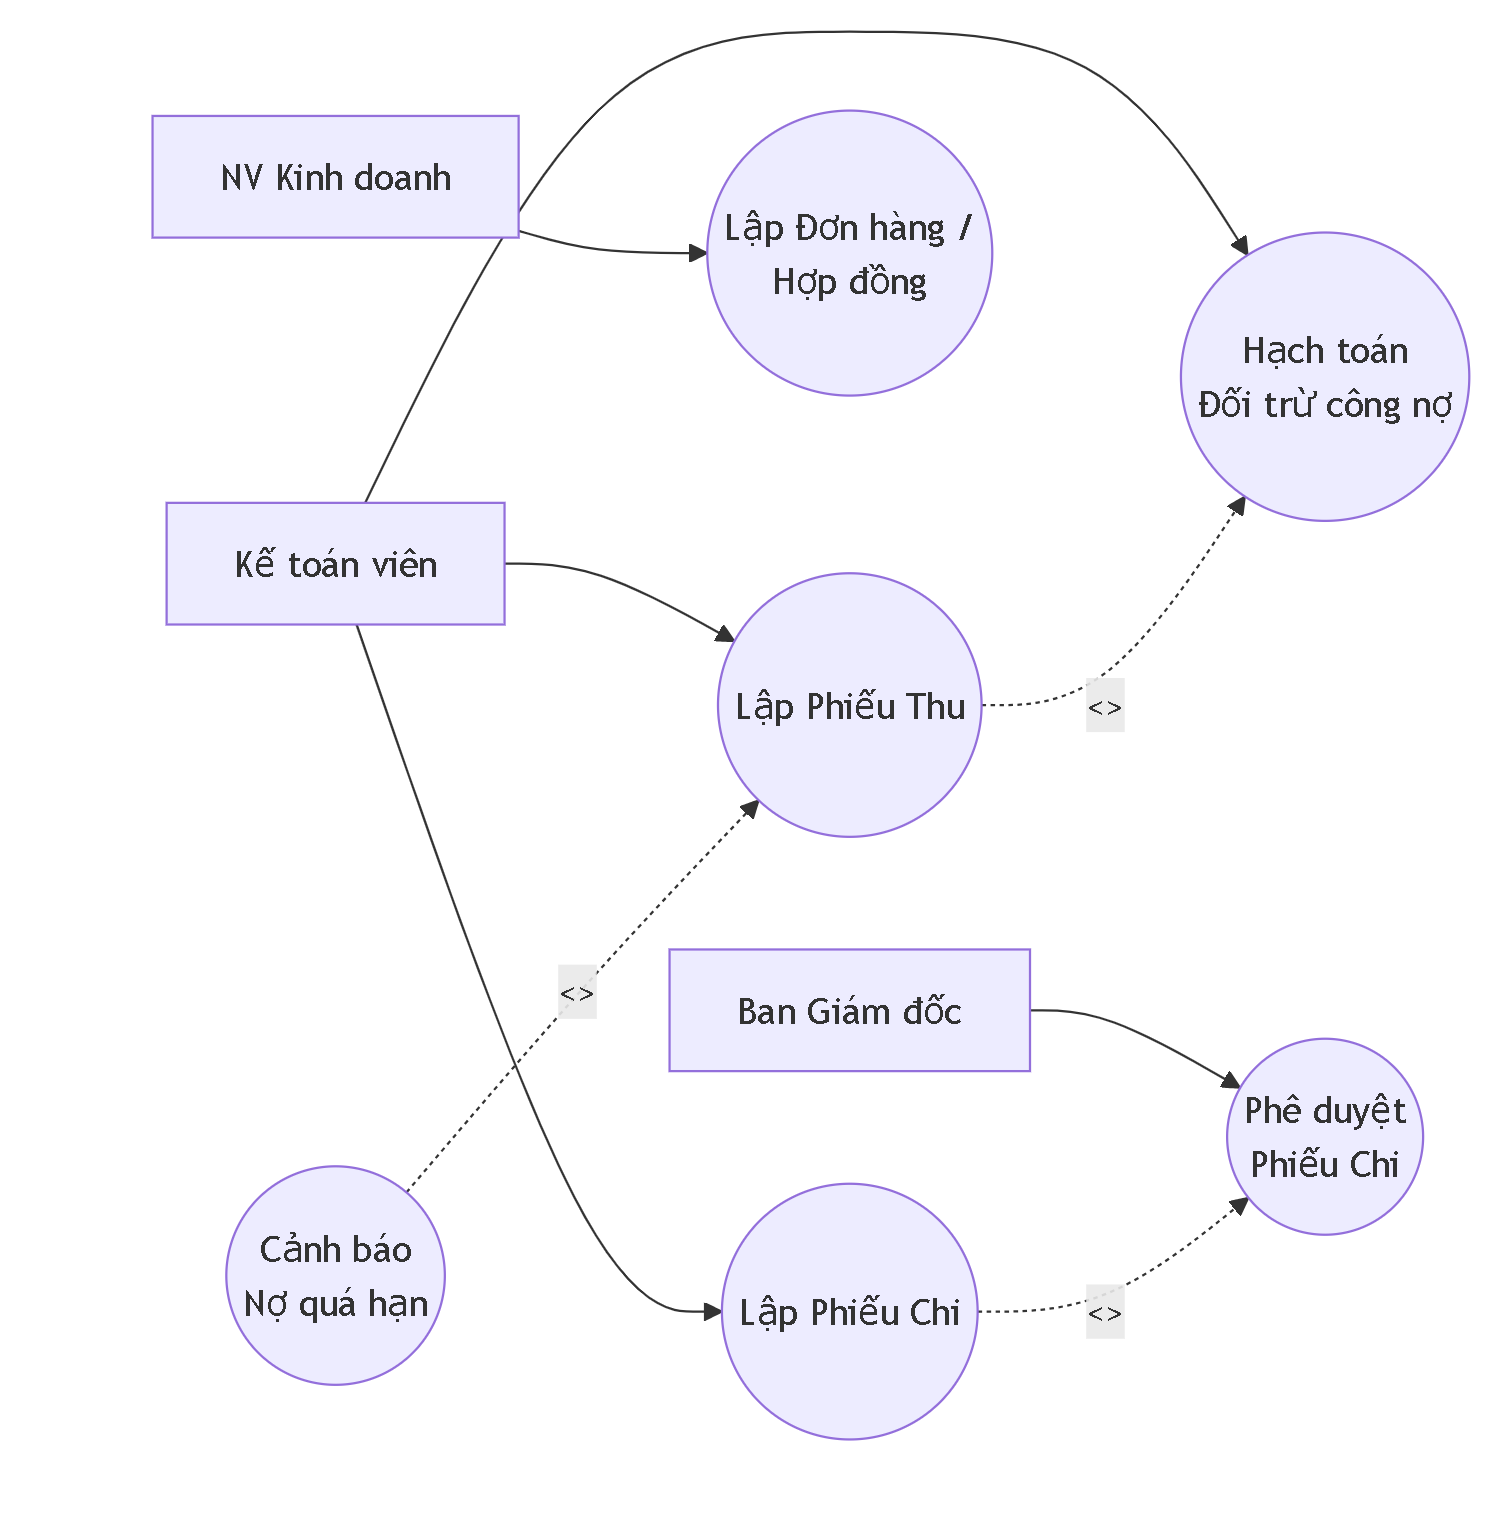 NV Kinh doanh
Lập Đơn hàng /
Hợp đồng
Hạch toán
Đối trừ công nợ
Kế toán viên
Lập Phiếu Thu
<>
<>
Ban Giám đốc
Phê duyệt
Phiếu Chi
Cảnh báo
Nợ quá hạn
Lập Phiếu Chi
<>